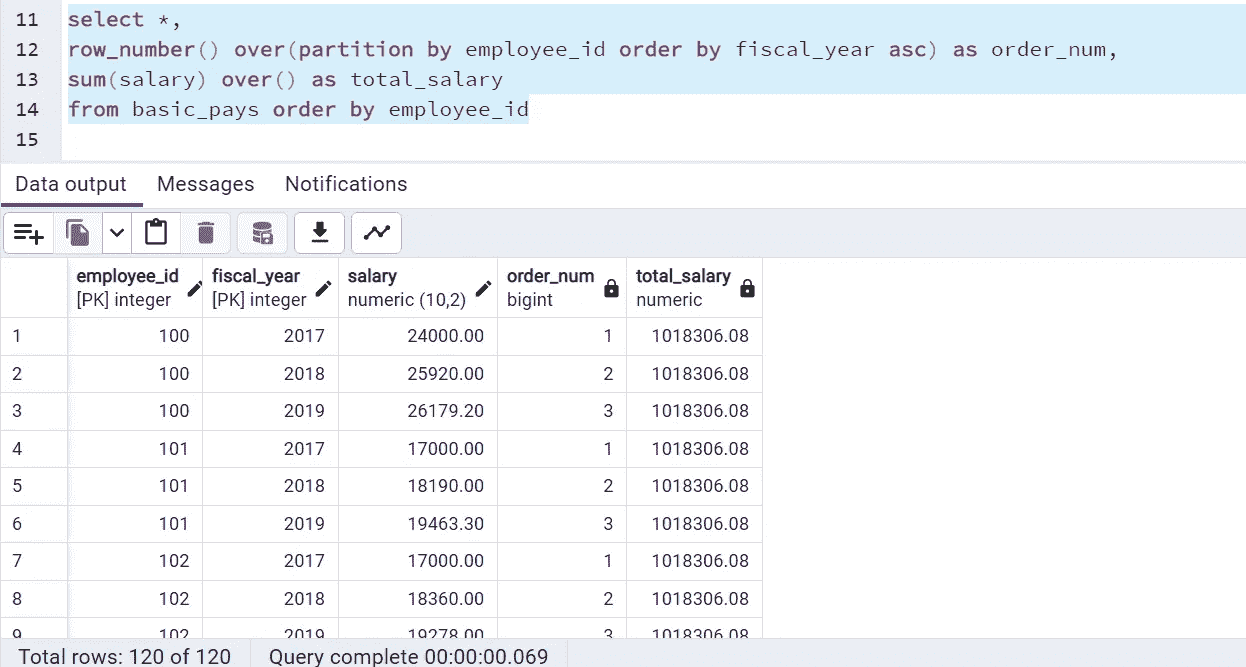 11 select *,
12 row_number() over(partition by employee_id order by fiscal_year asc) as order_num,
13 sum(salary) over() as total_salary
14 from basic_pays order by employee_id
15
Data output Messages Notifications
employee_id fiscal_year salary order_num total_salary
[PK] integer [PK] integer numeric (10,2) bigint numeric
1 100 2017 24000.00 1 1018306.08
2 100 2018 25920.00 2 1018306.08
3 100 2019 26179.20 3 1018306.08
4 101 2017 17000.00 1 1018306.08
5 101 2018 18190.00 2 1018306.08
6 101 2019 19463.30 3 1018306.08
7 102 2017 17000.00 1 1018306.08
8 102 2018 18360.00 2 1018306.08
9 102 2019 19278.00 3 1018306.08
Total rows: 120 of 120 Query complete 00:00:00.069